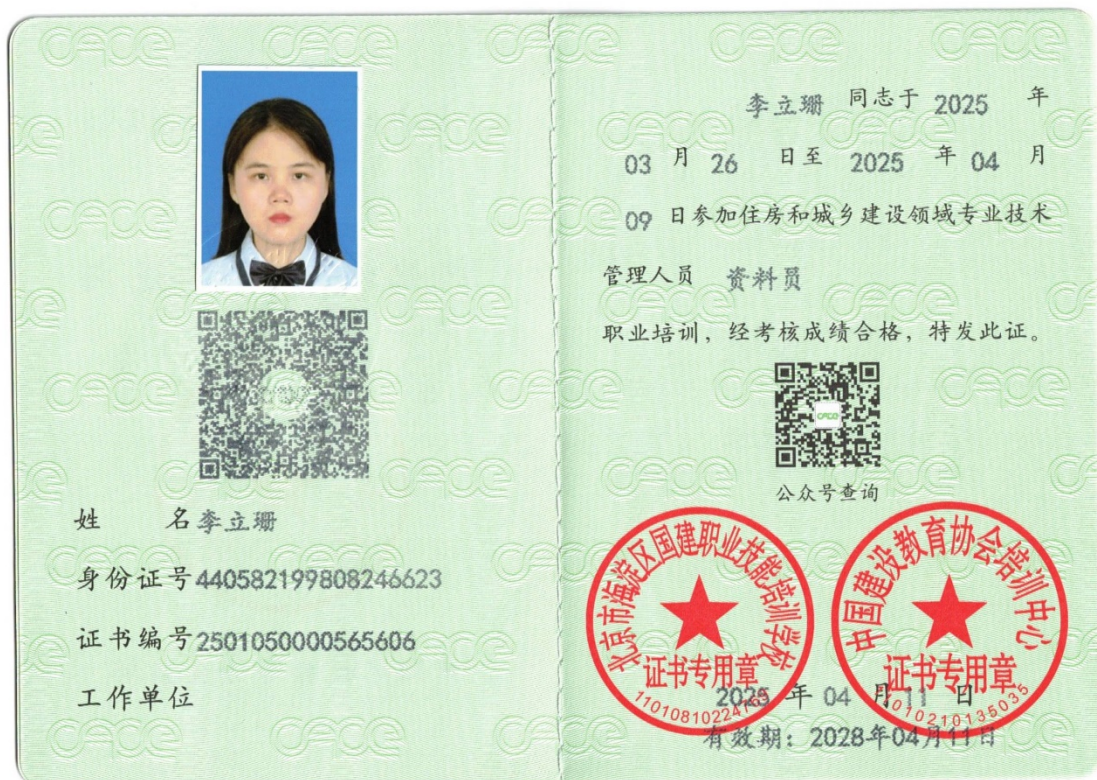 姓 名 李立珊
身份证号 440582199808246623
证书编号 2501050000565606
工作单位
李立珊 同志于 2025 年
03 月 26 日至 2025 年 04 月
09 日参加住房和城乡建设领域专业技术
管理人员 资料员
职业培训，经考核成绩合格，特发此证。
公众号查询
北京市海淀区国建职业技能培训学校
证书专用章
中国建设教育协会培训中心
证书专用章
2025 年 04 月 11 日
有效期：2028年04月11日